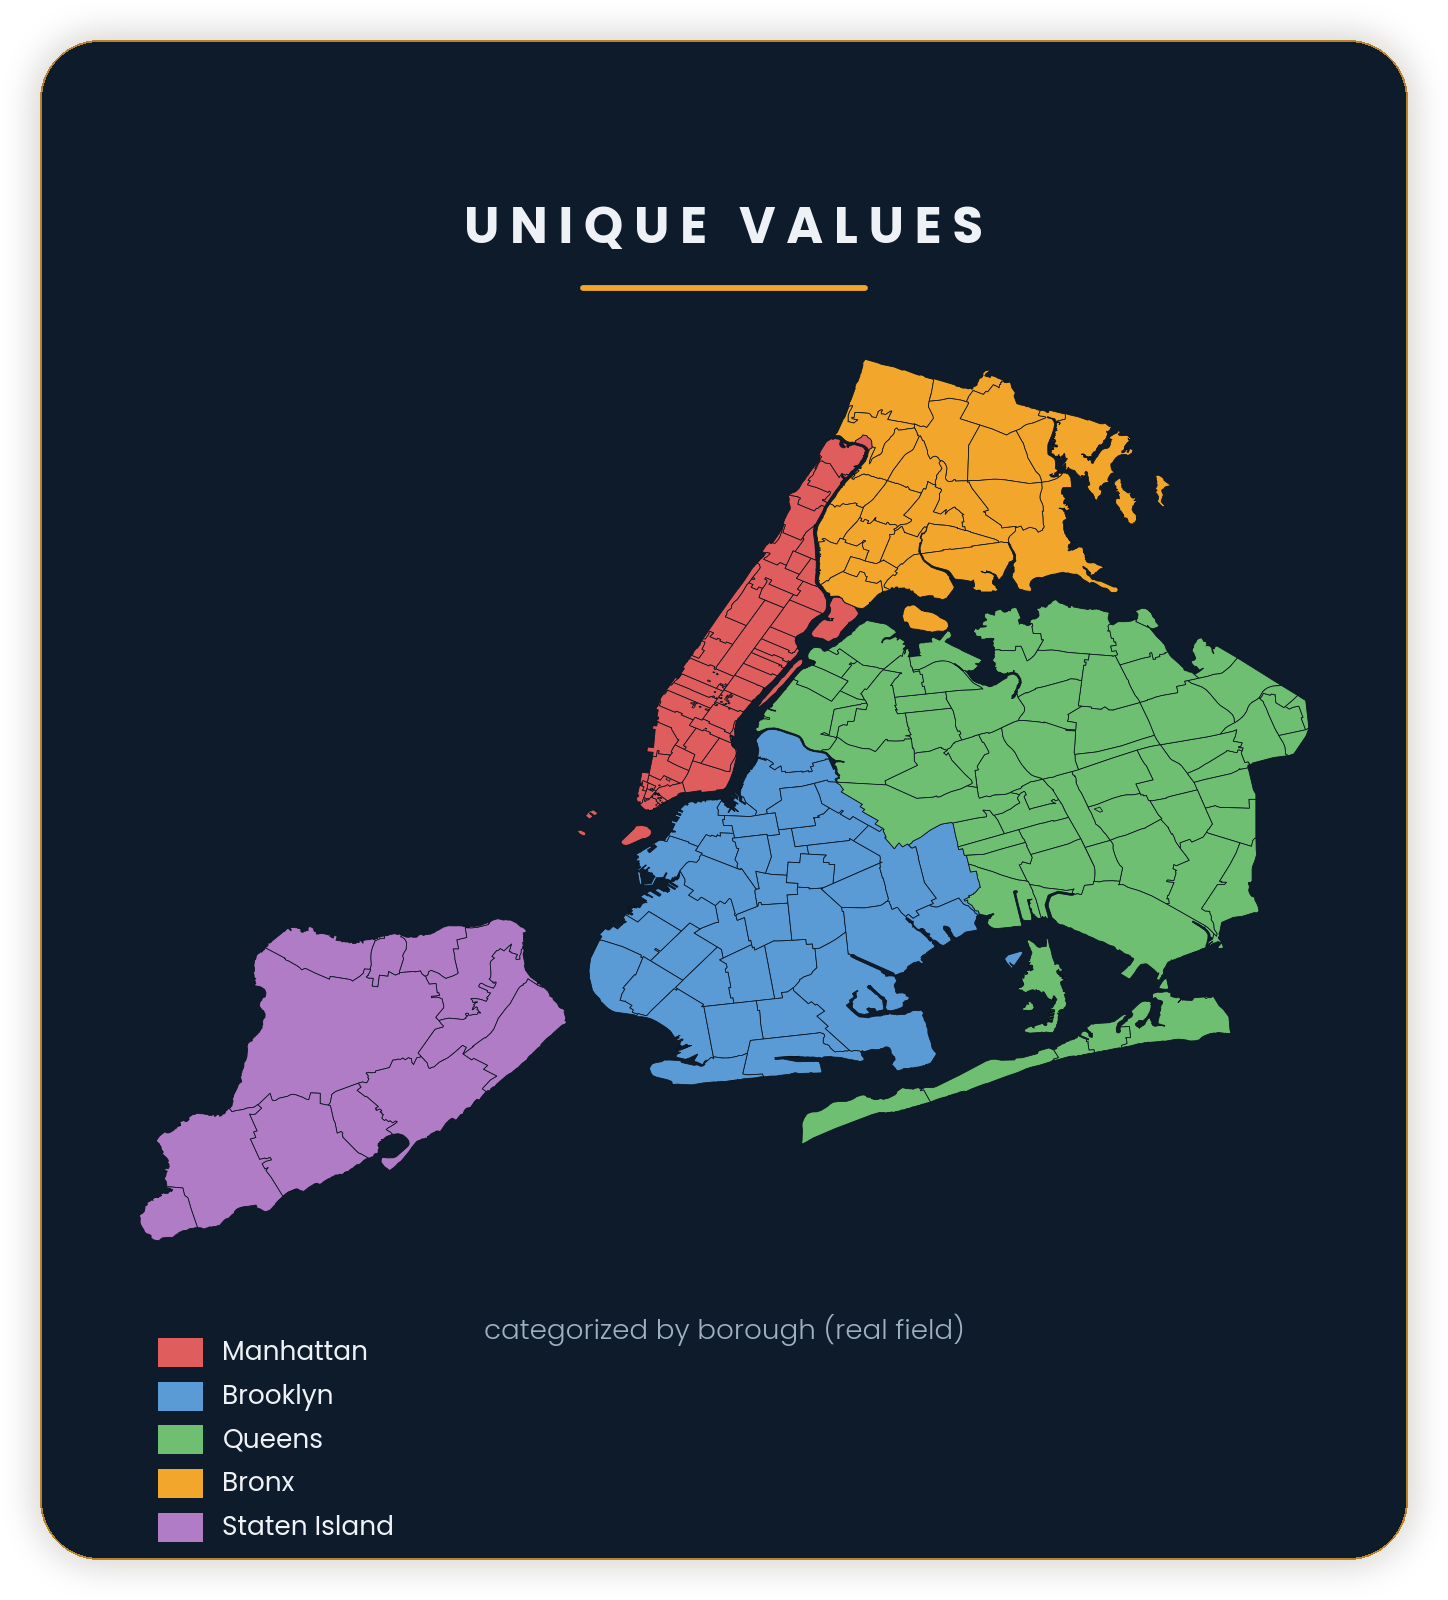 UNIQUE VALUES
categorized by borough (real field)
Manhattan
Brooklyn
Queens
Bronx
Staten Island